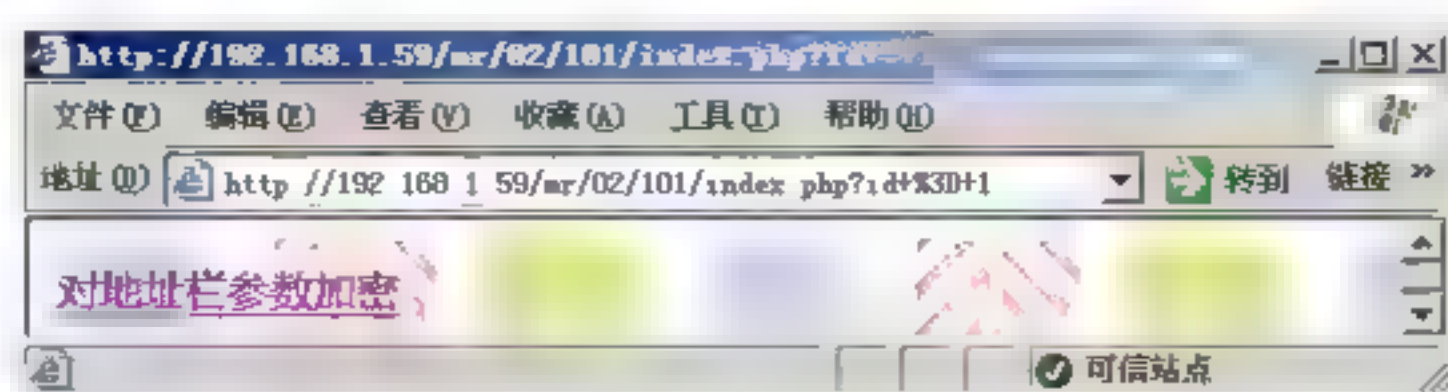 http://192.168.1.59/mr/02/101/index.php?id
文件(F) 编辑(E) 查看(V) 收藏(A) 工具(T) 帮助(H)
地址(D) http //192 168 1 59/mr/02/101/index php?id+%3D+1 转到 链接 »
对地址栏参数加密
可信站点